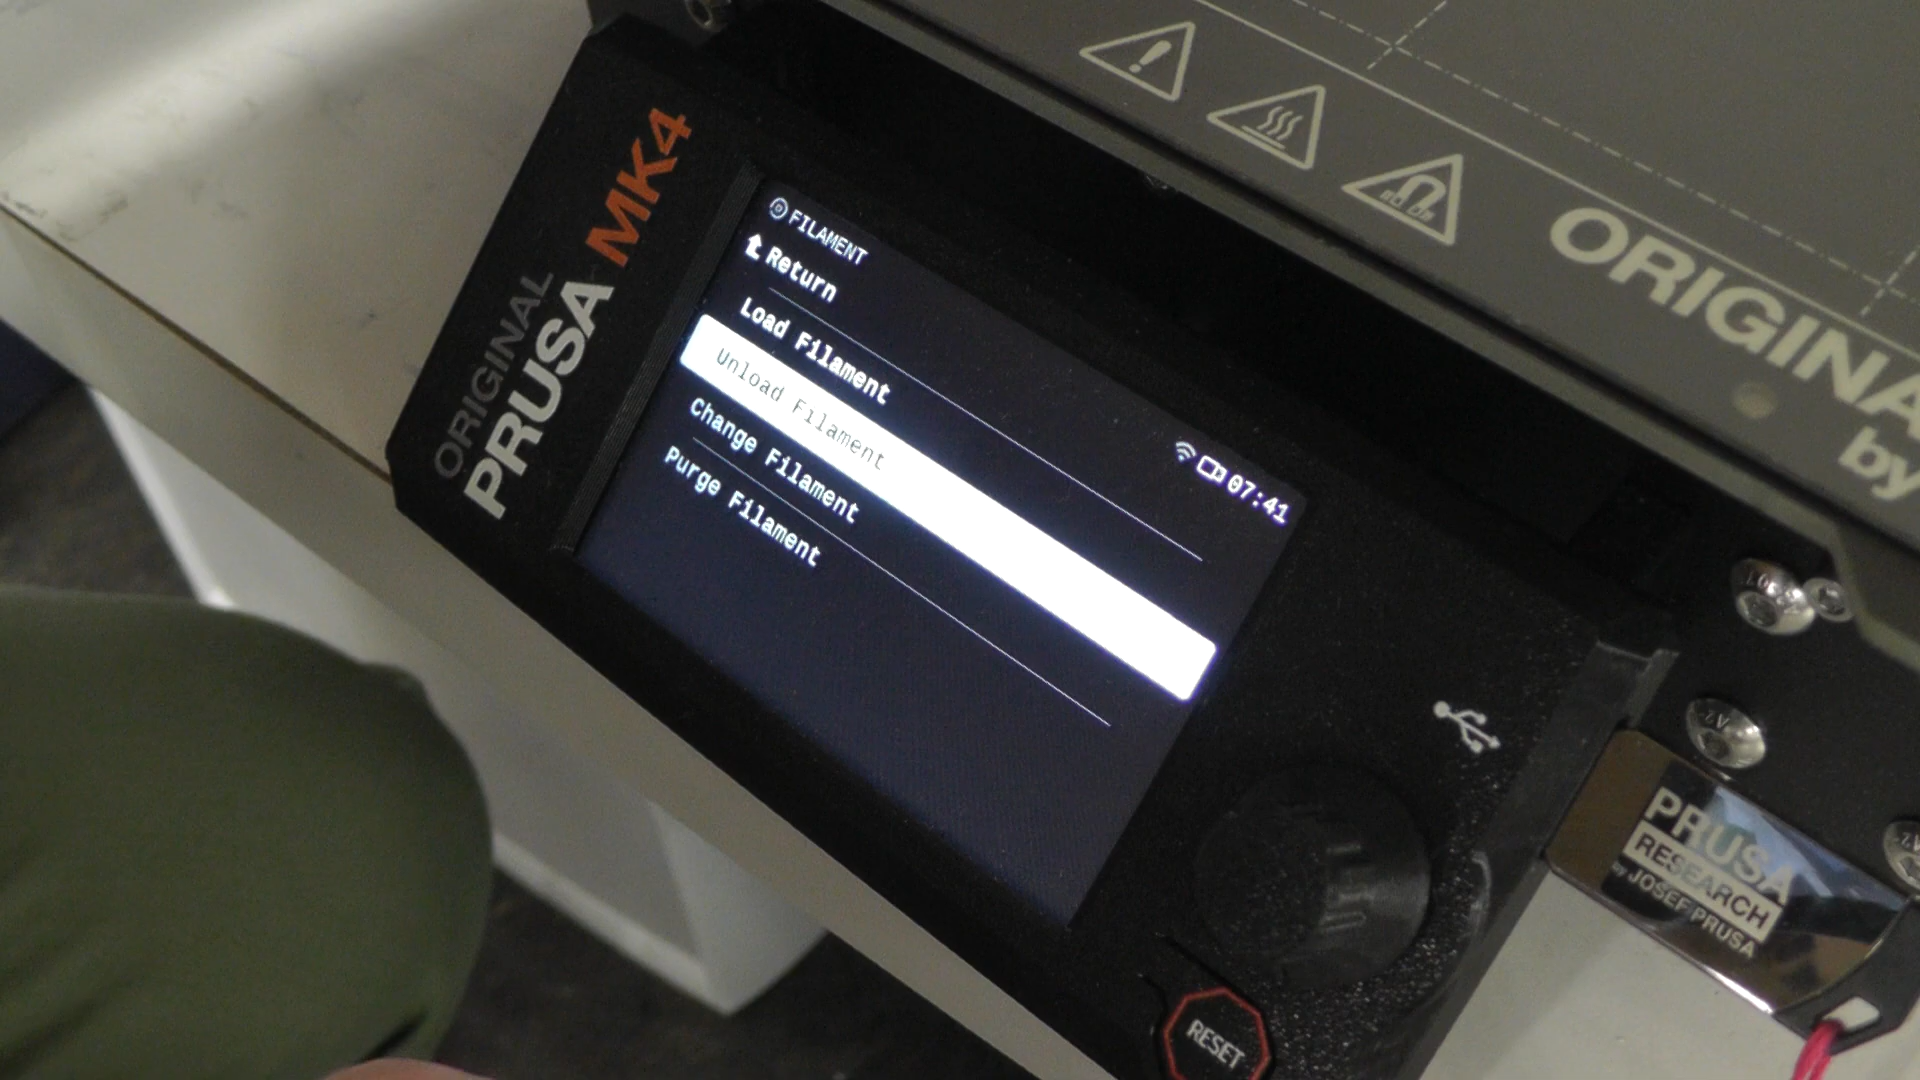 ORIGINAL
PRUSA MK4
FILAMENT
07:41
Return
Load Filament
Unload Filament
Change Filament
Purge Filament
RESET
ORIGINA
by
PRUSA
RESEARCH
by JOSEF PRUSA